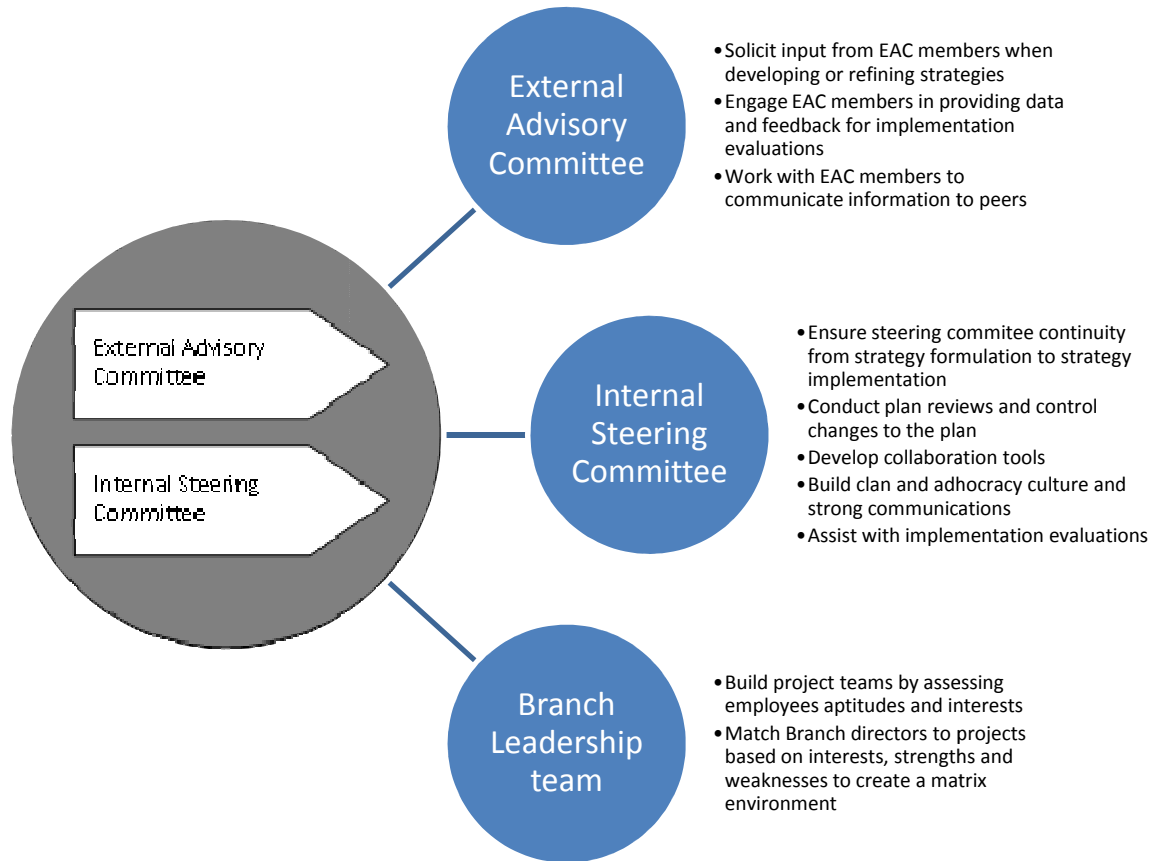 External
Advisory
Committee
•Solicit input from EAC members when
developing or refining strategies
•Engage EAC members in providing data
and feedback for implementation
evaluations
•Work with EAC members to
communicate information to peers
External Advisory
Committee
Internal Steering
Committee
Internal
Steering
Committee
•Ensure steering commitee continuity
from strategy formulation to strategy
implementation
•Conduct plan reviews and control
changes to the plan
•Develop collaboration tools
•Build clan and adhocracy culture and
strong communications
•Assist with implementation evaluations
Branch
Leadership
team
•Build project teams by assessing
employees aptitudes and interests
•Match Branch directors to projects
based on interests, strengths and
weaknesses to create a matrix
environment